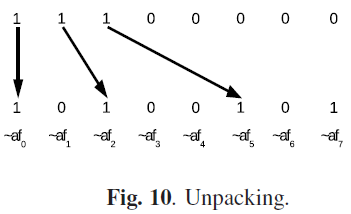 1 1 1 0 0 0 0 0
1 0 1 0 0 1 0 1
~af0 ~af1 ~af2 ~af3 ~af4 ~af5 ~af6 ~af7
Fig. 10. Unpacking.